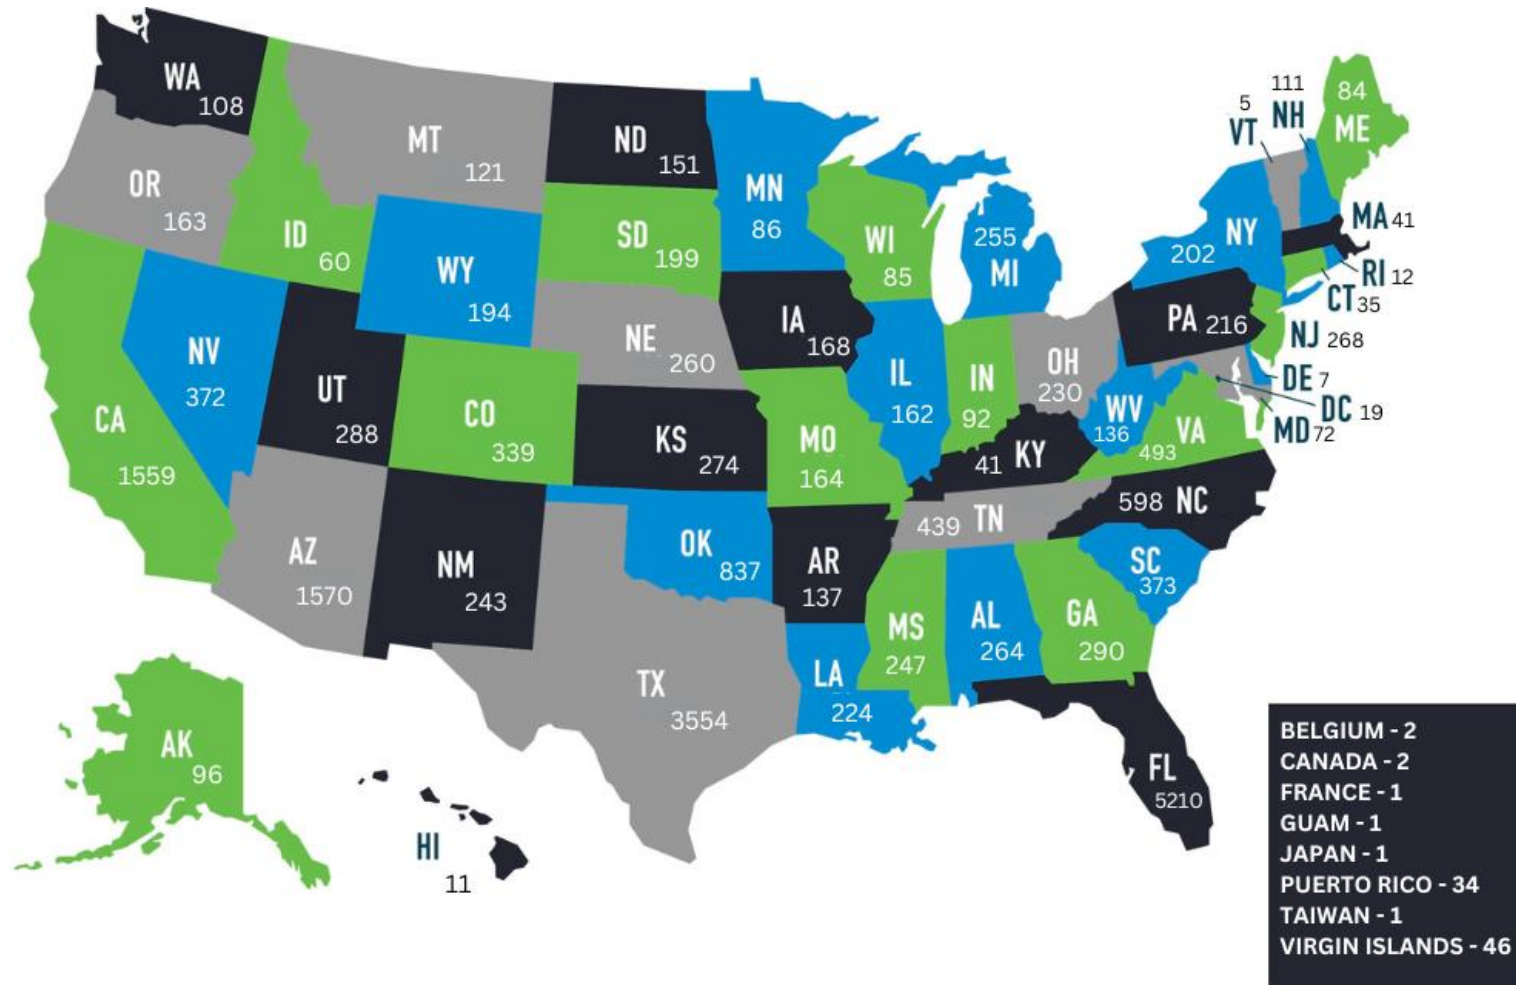 WA
108
OR
163
CA
1559
NV
372
ID
60
MT
121
WY
194
UT
288
AZ
1570
CO
339
NM
243
ND
151
SD
199
NE
260
KS
274
OK
837
TX
3554
MN
86
IA
168
MO
164
AR
137
LA
224
WI
85
IL
162
MI
255
IN
92
OH
230
KY
41
TN
439
MS
247
AL
264
GA
290
FL
5210
SC
373
NC
598
VA
493
WV
136
PA 216
NY
202
VT
5
NH
111
ME
84
MA 41
RI 12
CT 35
NJ 268
DE 7
DC 19
MD 72
AK
96
HI
11
BELGIUM - 2
CANADA - 2
FRANCE - 1
GUAM - 1
JAPAN - 1
PUERTO RICO - 34
TAIWAN - 1
VIRGIN ISLANDS - 46